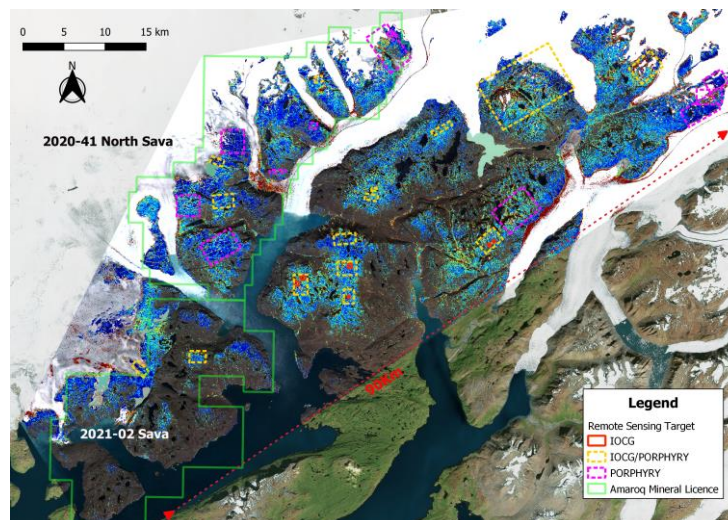 0 5 10 15 km
2020-41 North Sava
90Km
2021-02 Sava
Legend
Remote Sensing Target
IOCG
IOCG/PORPHYRY
PORPHYRY
Amaroq Mineral Licence